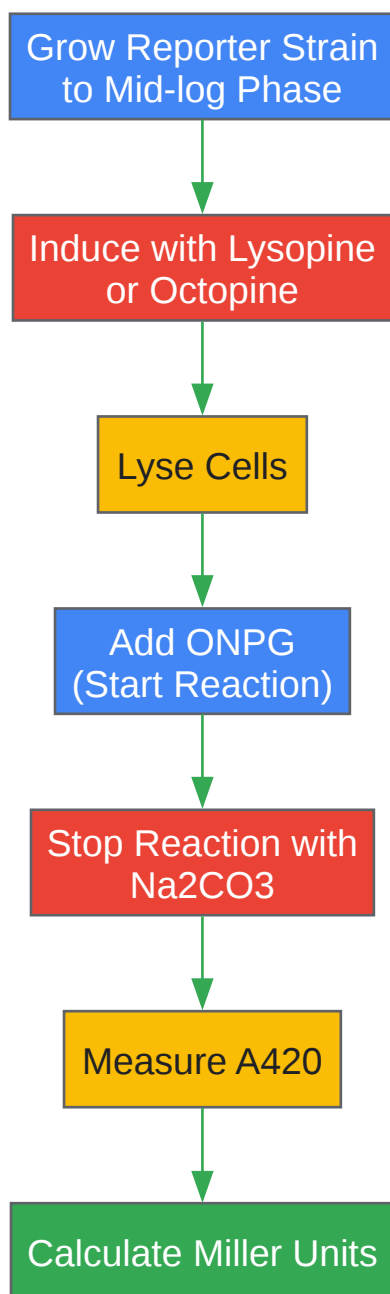 Grow Reporter Strain
to Mid-log Phase
Induce with Lysopine
or Octopine
Lyse Cells
Add ONPG
(Start Reaction)
Stop Reaction with
Na2CO3
Measure A420
Calculate Miller Units